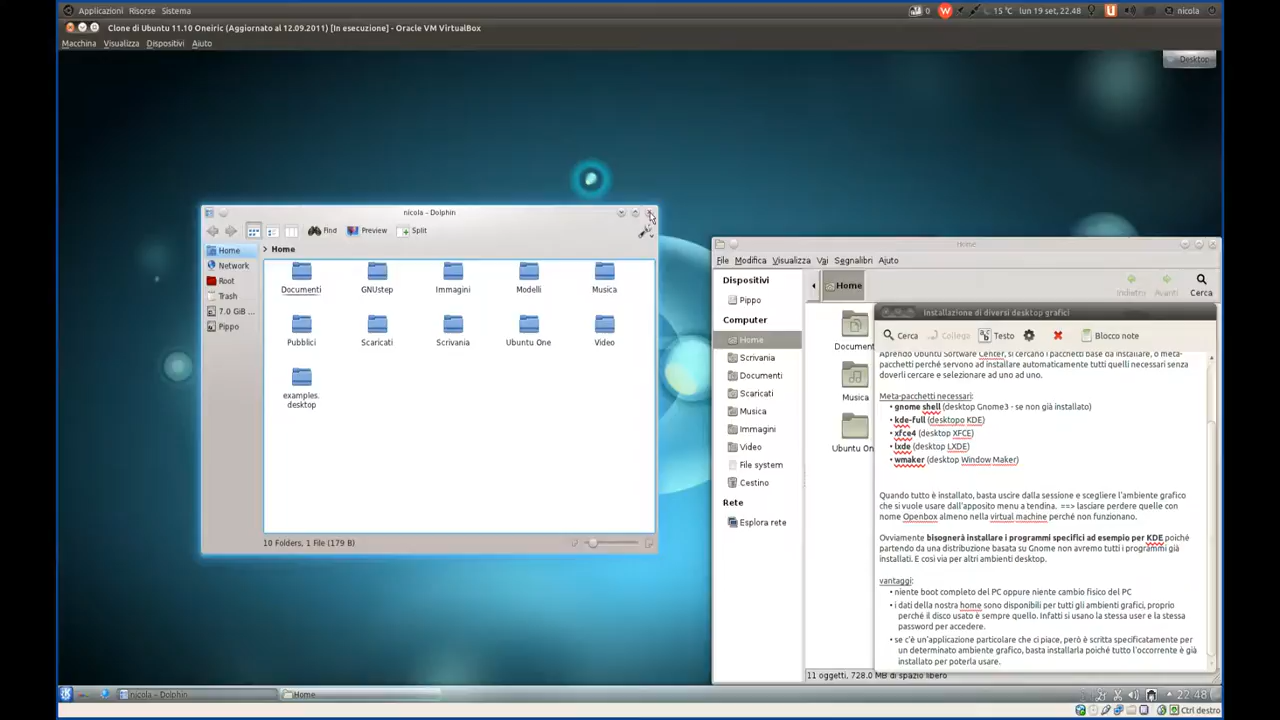 Applicazioni Risorse Sistema
0 15 °C lun 19 set, 22.48 nicola
Clone di Ubuntu 11.10 Oneiric (Aggiornato al 12.09.2011) [In esecuzione] - Oracle VM VirtualBox
Macchina Visualizza Dispositivi Aiuto
Desktop
nicola - Dolphin
Find Preview Split
Home
Network
Root
Trash
7.0 GiB ...
Pippo
> Home
Documenti GNUstep Immagini Modelli Musica
Pubblici Scaricati Scrivania Ubuntu One Video
examples.
desktop
10 Folders, 1 File (179 B)
Home
File Modifica Visualizza Vai Segnalibri Ajuto
Dispositivi
Pippo
Computer
Home
Scrivania
Documenti
Scaricati
Musica
Immagini
Video
File system
Cestino
Rete
Esplora rete
Home
Indietro Avanti Cerca
Document
Musica
Ubuntu On
11 oggetti, 728.0 MB di spazio libero
Installazione di diversi desktop grafici
Cerca Collega Testo Blocco note
Aprendo Ubuntu Software Center, si cercano i pacchetti base da installare, o meta-
pacchetti perché servono ad installare automaticamente tutti quelli necessari senza
doverli cercare e selezionare ad uno ad uno.
Meta-pacchetti necessari:
• gnome shell (desktop Gnome3 - se non già installato)
• kde-full (desktopo KDE)
• xfce4 (desktop XFCE)
• lxde (desktop LXDE)
• wmaker (desktop Window Maker)
Quando tutto è installato, basta uscire dalla sessione e scegliere l'ambiente grafico
che si vuole usare dall'apposito menu a tendina. ==> lasciare perdere quelle con
nome Openbox almeno nella virtual machine perché non funzionano.
Ovviamente bisognerà installare i programmi specifici ad esempio per KDE poiché
partendo da una distribuzione basata su Gnome non avremo tutti i programmi già
installati. E cosi via per altri ambienti desktop.
vantaggi:
• niente boot completo del PC oppure niente cambio fisico del PC
• i dati della nostra home sono disponibili per tutti gli ambienti grafici, proprio
perché il disco usato è sempre quello. Infatti si usano la stessa user e la stessa
password per accedere.
• se c'è un'applicazione particolare che ci piace, però è scritta specificatamente per
un determinato ambiente grafico, basta installarla poiché tutto l'occorrente è già
installato per poterla usare.
nicola - Dolphin Home 22:48
Ctrl destro